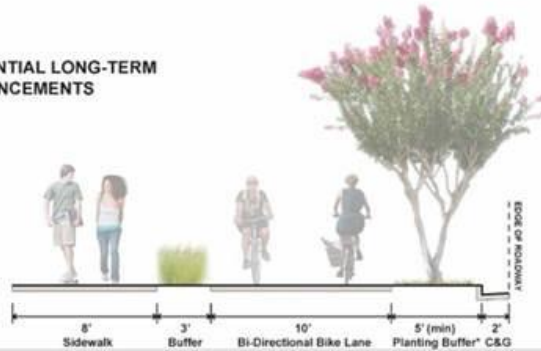 NTIAL LONG-TERM
NCEMENTS
EDGE OF ROADWAY
8' 3' 10' 5' (min) 2'
Sidewalk Buffer Bi-Directional Bike Lane Planting Buffer* C&G